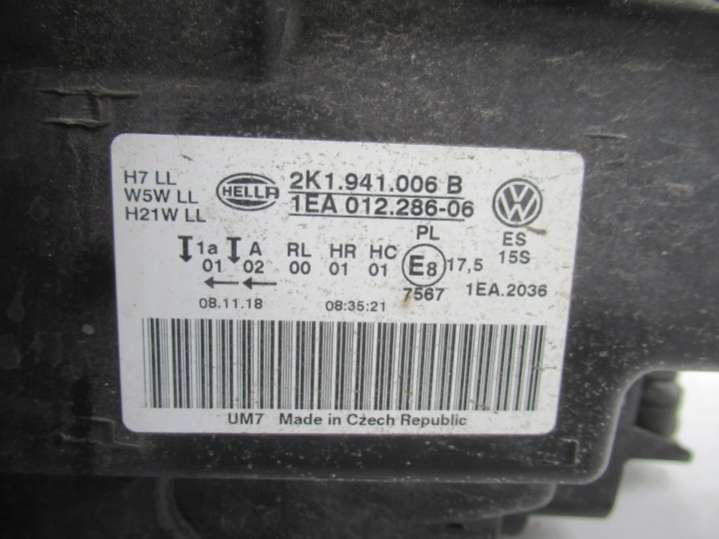 H7 LL
W5W LL
H21W LL
HELLA
2K1.941.006 B
1EA 012.286-06
VW
1a A RL HR HC PL ES
01 02 00 01 01 E8 17,5 15S
7567 1EA.2036
08.11.18 08:35:21
UM7 Made in Czech Republic